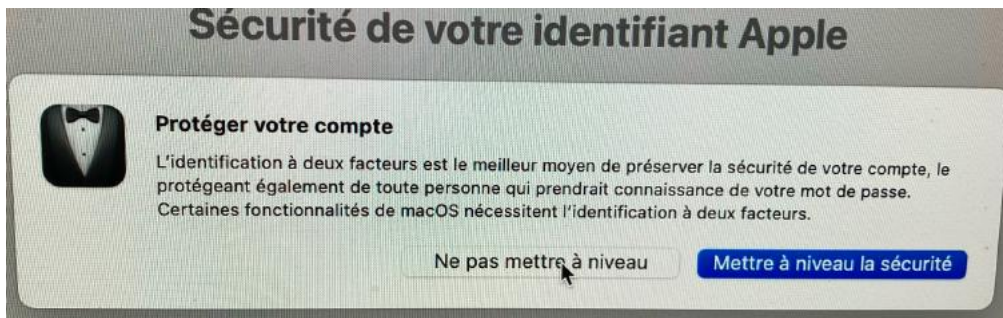 Sécurité de votre identifiant Apple
Protéger votre compte
L'identification à deux facteurs est le meilleur moyen de préserver la sécurité de votre compte, le
protégeant également de toute personne qui prendrait connaissance de votre mot de passe.
Certaines fonctionnalités de macOS nécessitent l'identification à deux facteurs.
Ne pas mettre à niveau
Mettre à niveau la sécurité